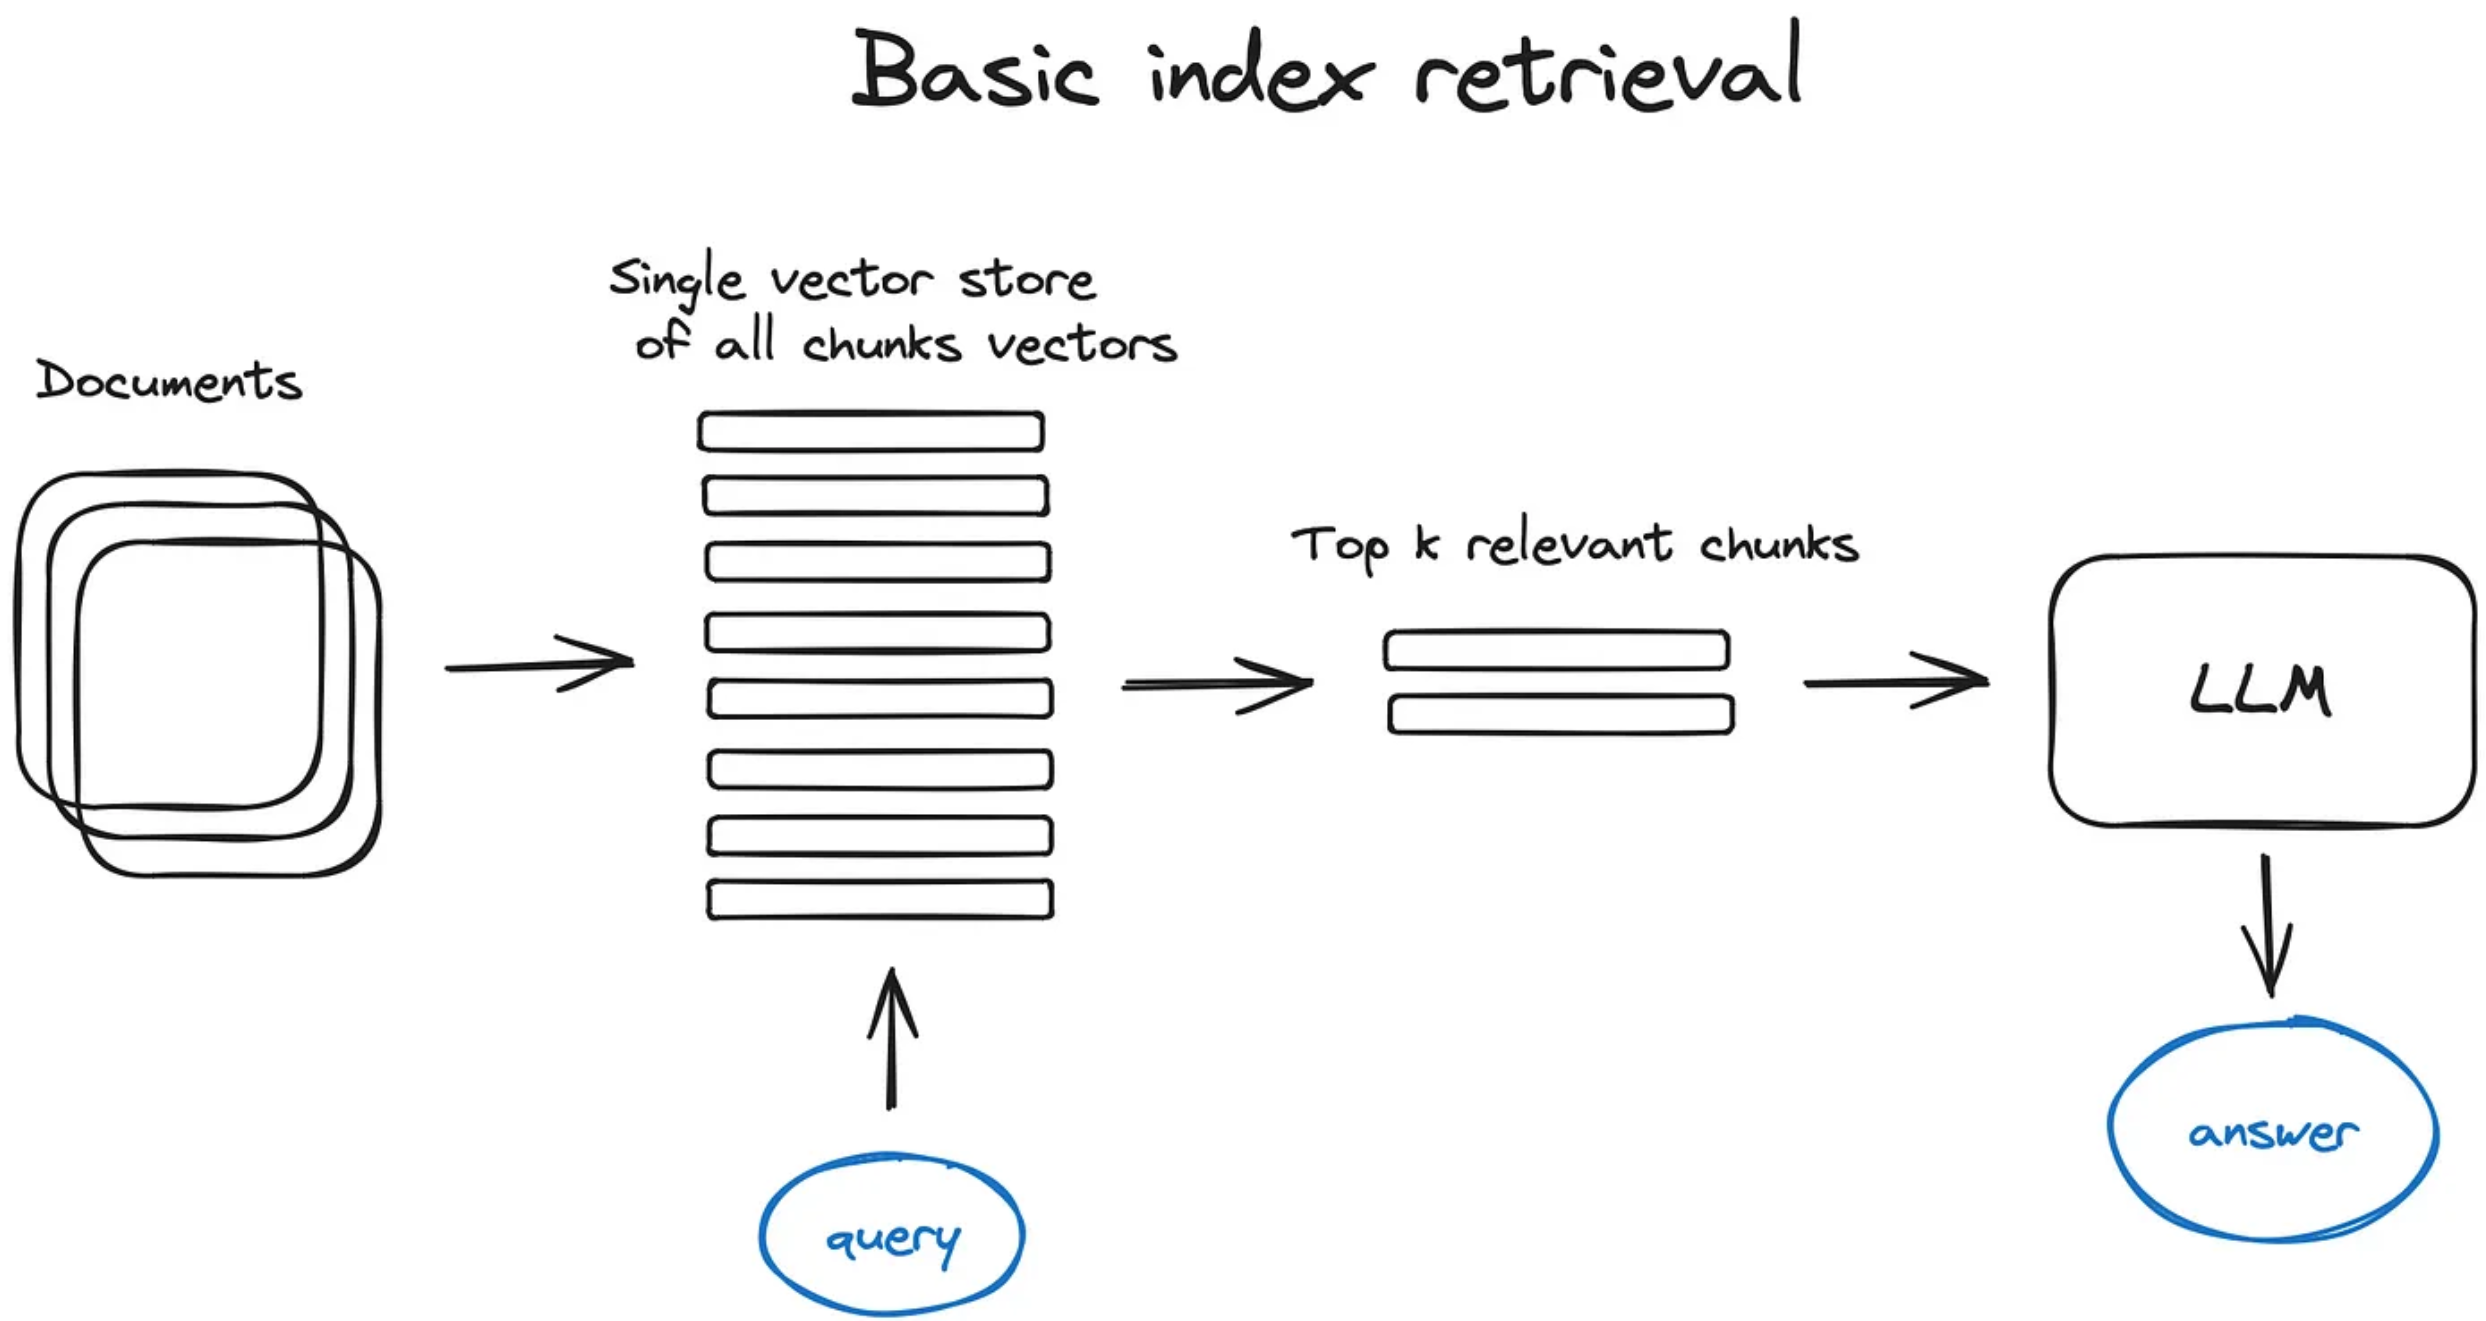 Basic index retrieval
Single vector store
of all chunks vectors
Documents
Top k relevant chunks
LLM
answer
query